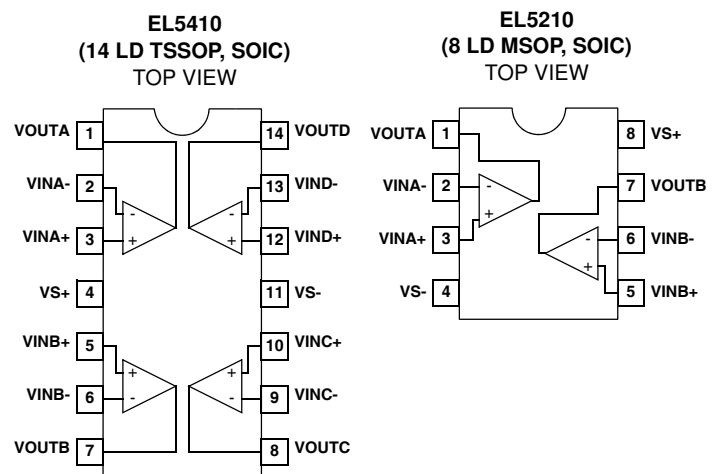 EL5410
(14 LD TSSOP, SOIC)
TOP VIEW
VOUTA 1 14 VOUTD
VINA- 2 13 VIND-
- -
VINA+ 3 + + 12 VIND+
VS+ 4 11 VS-
VINB+ 5 10 VINC+
+ +
VINB- 6 - - 9 VINC-
VOUTB 7 8 VOUTC
EL5210
(8 LD MSOP, SOIC)
TOP VIEW
VOUTA 1 8 VS+
VINA- 2 - 7 VOUTB
+
VINA+ 3 - 6 VINB-
+
VS- 4 5 VINB+